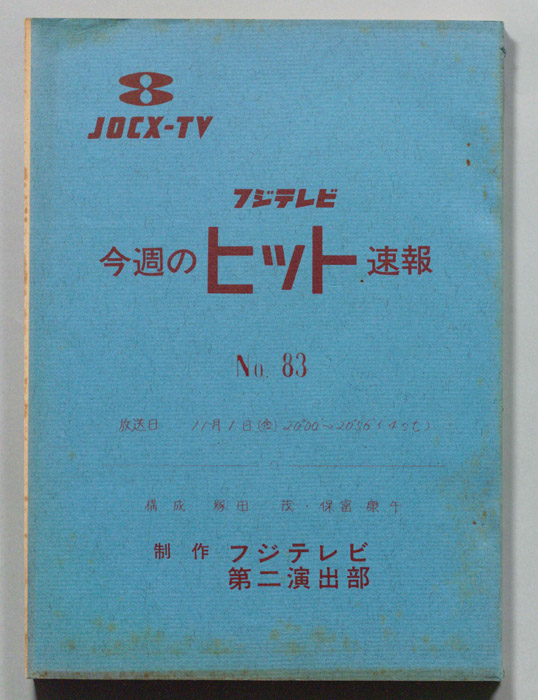 JOCX-TV
フジテレビ
今週のヒット速報
No. 83
放送日 11月1日(金) 20:00〜20:56
構成 塚田 茂・保富康午
制作 フジテレビ
第二演出部